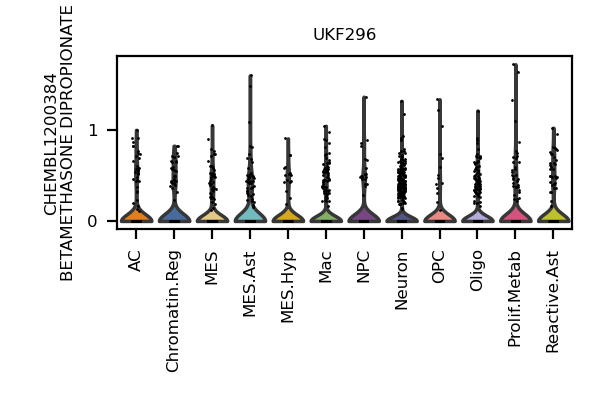 UKF296
CHEMBL1200384
BETAMETHASONE DIPROPIONATE
1
0
AC
Chromatin.Reg
MES
MES.Ast
MES.Hyp
Mac
NPC
Neuron
OPC
Oligo
Prolif.Metab
Reactive.Ast